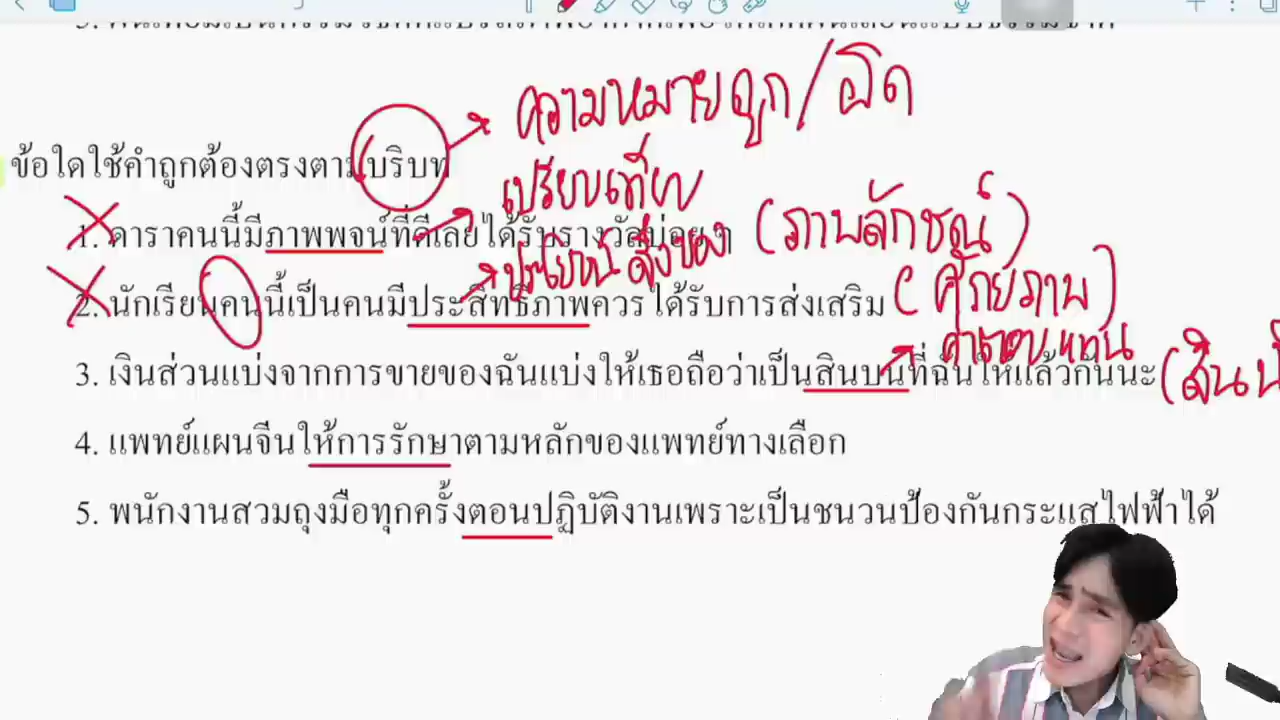 ความหมายถูก/ผิด
ข้อใดใช้คำถูกต้องตรงตามบริบท
เปรียบเทียบ
1. ดาราคนนี้มีภาพพจน์ที่ดีเลยได้รับรางวัลบ่อยๆ (ภาพลักษณ์)
ประโยชน์ สิ่งของ
2. นักเรียนคนนี้เป็นคนมีประสิทธิภาพควรได้รับการส่งเสริม (ศักยภาพ)
ค่าตอบแทน
3. เงินส่วนแบ่งจากการขายของฉันแบ่งให้เธอถือว่าเป็นสินบนที่ฉันให้แล้วกันนะ
4. แพทย์แผนจีนให้การรักษาตามหลักของแพทย์ทางเลือก
5. พนักงานสวมถุงมือทุกครั้งตอนปฏิบัติงานเพราะเป็นชนวนป้องกันกระแสไฟฟ้าได้